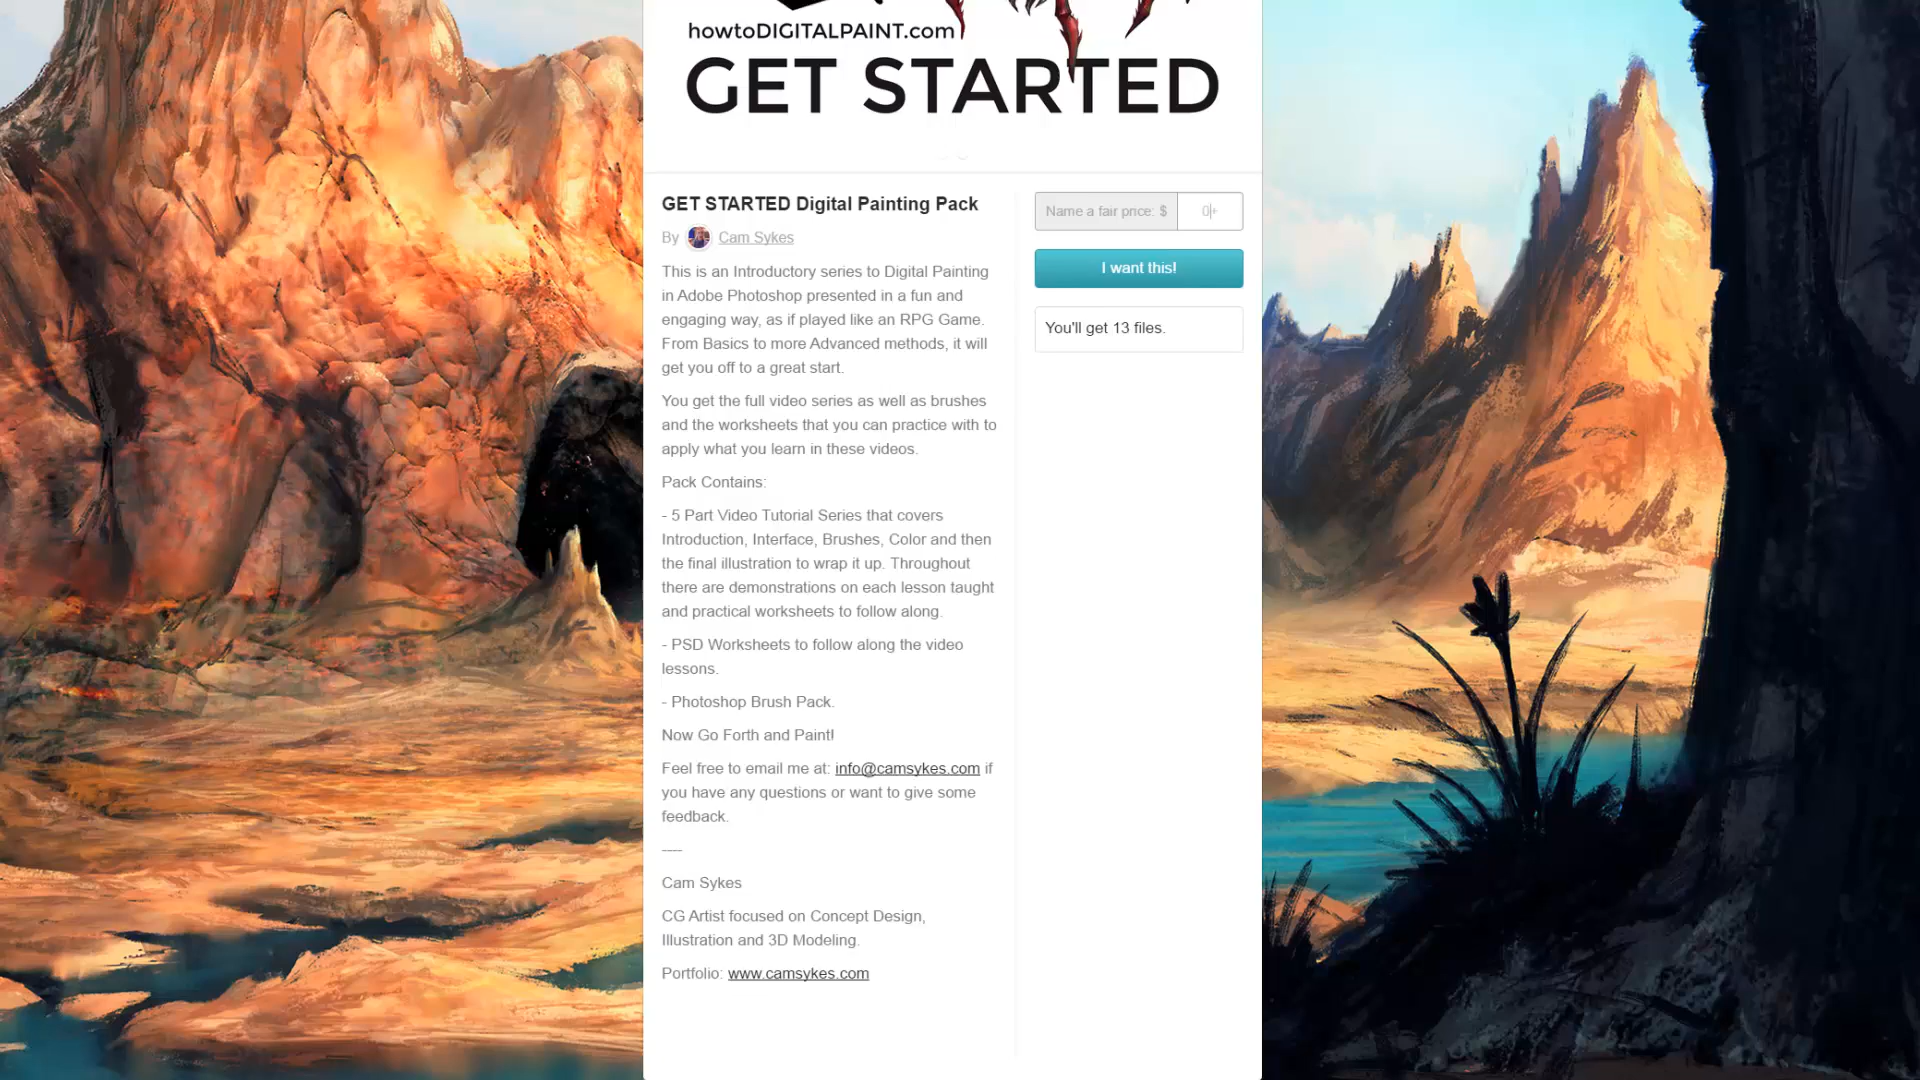 howtoDIGITALPAINT.com
GET STARTED
GET STARTED Digital Painting Pack
By Cam Sykes
This is an Introductory series to Digital Painting
in Adobe Photoshop presented in a fun and
engaging way, as if played like an RPG Game.
From Basics to more Advanced methods, it will
get you off to a great start.
You get the full video series as well as brushes
and the worksheets that you can practice with to
apply what you learn in these videos.
Pack Contains:
- 5 Part Video Tutorial Series that covers
Introduction, Interface, Brushes, Color and then
the final illustration to wrap it up. Throughout
there are demonstrations on each lesson taught
and practical worksheets to follow along.
- PSD Worksheets to follow along the video
lessons.
- Photoshop Brush Pack.
Now Go Forth and Paint!
Feel free to email me at: info@camsykes.com if
you have any questions or want to give some
feedback.
----
Cam Sykes
CG Artist focused on Concept Design,
Illustration and 3D Modeling.
Portfolio: www.camsykes.com
Name a fair price: $ 0+
I want this!
You'll get 13 files.